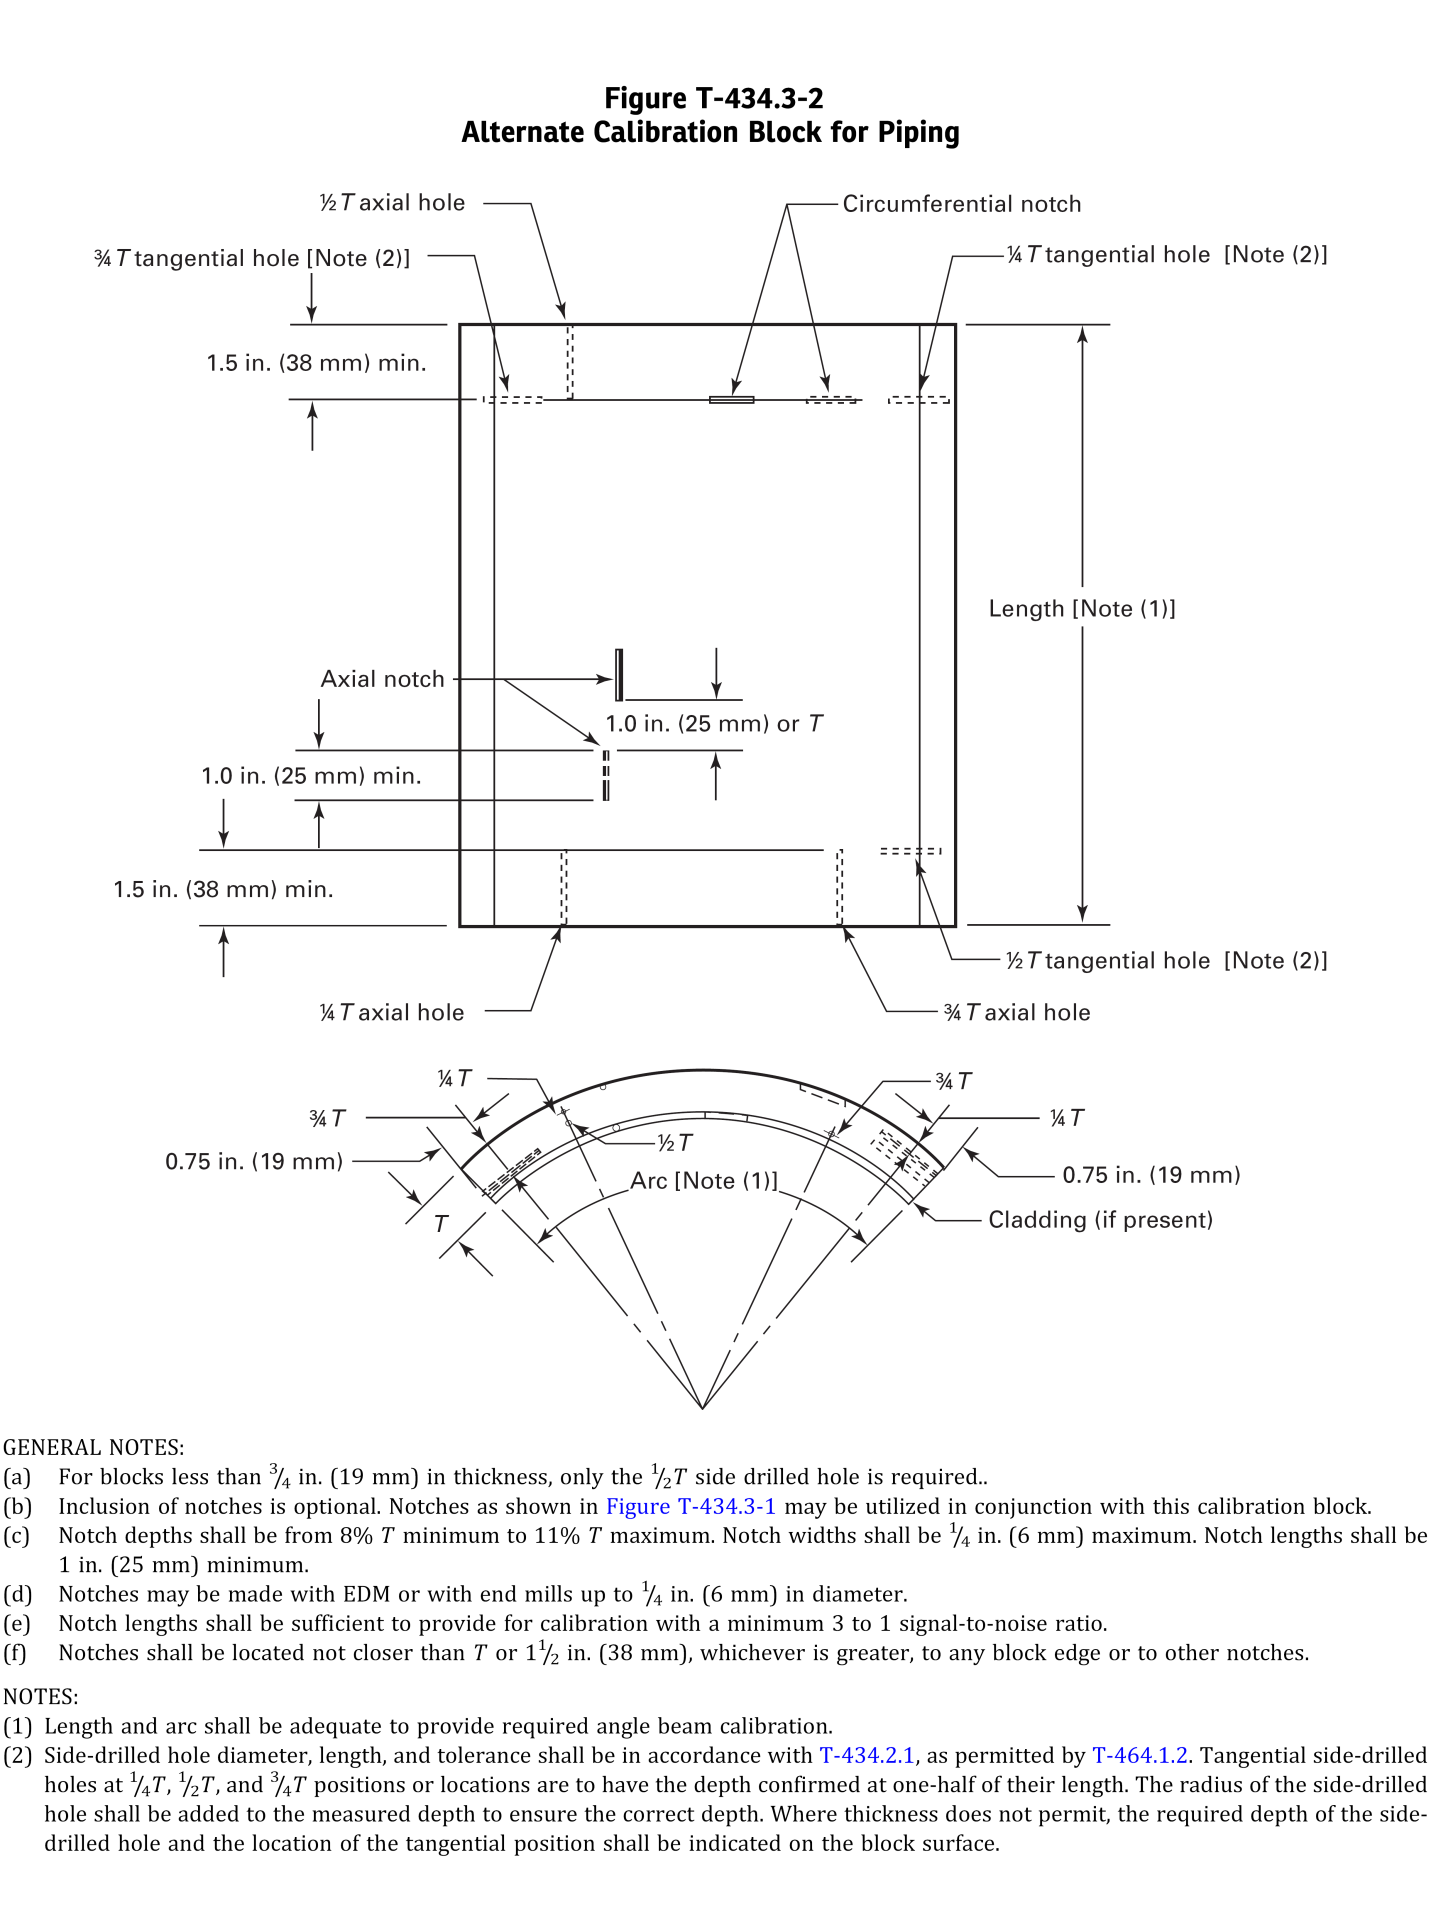 Figure T-434.3-2
Alternate Calibration Block for Piping
½ T axial hole
Circumferential notch
¾ T tangential hole [Note (2)]
¼ T tangential hole [Note (2)]
1.5 in. (38 mm) min.
Length [Note (1)]
Axial notch
1.0 in. (25 mm) or T
1.0 in. (25 mm) min.
1.5 in. (38 mm) min.
½ T tangential hole [Note (2)]
¼ T axial hole
¾ T axial hole
¼ T
¾ T
¾ T
¼ T
½ T
0.75 in. (19 mm)
0.75 in. (19 mm)
Arc [Note (1)]
T
Cladding (if present)
GENERAL NOTES:
(a) For blocks less than 3/4 in. (19 mm) in thickness, only the 1/2T side drilled hole is required..
(b) Inclusion of notches is optional. Notches as shown in Figure T-434.3-1 may be utilized in conjunction with this calibration block.
(c) Notch depths shall be from 8% T minimum to 11% T maximum. Notch widths shall be 1/4 in. (6 mm) maximum. Notch lengths shall be
1 in. (25 mm) minimum.
(d) Notches may be made with EDM or with end mills up to 1/4 in. (6 mm) in diameter.
(e) Notch lengths shall be sufficient to provide for calibration with a minimum 3 to 1 signal-to-noise ratio.
(f) Notches shall be located not closer than T or 1 1/2 in. (38 mm), whichever is greater, to any block edge or to other notches.
NOTES:
(1) Length and arc shall be adequate to provide required angle beam calibration.
(2) Side-drilled hole diameter, length, and tolerance shall be in accordance with T-434.2.1, as permitted by T-464.1.2. Tangential side-drilled
holes at 1/4T, 1/2T, and 3/4T positions or locations are to have the depth confirmed at one-half of their length. The radius of the side-drilled
hole shall be added to the measured depth to ensure the correct depth. Where thickness does not permit, the required depth of the side-
drilled hole and the location of the tangential position shall be indicated on the block surface.